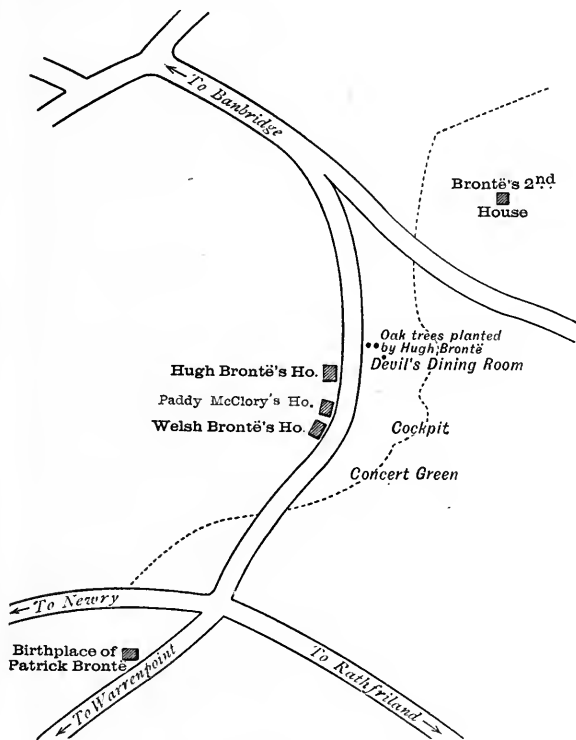 To Banbridge
Brontë's 2nd
House
Oak trees planted
by Hugh Brontë
Devil's Dining Room
Hugh Brontë's Ho.
Paddy McClory's Ho.
Welsh Brontë's Ho.
Cockpit
Concert Green
To Newry
Birthplace of
Patrick Brontë
To Warrenpoint
To Rathfriland